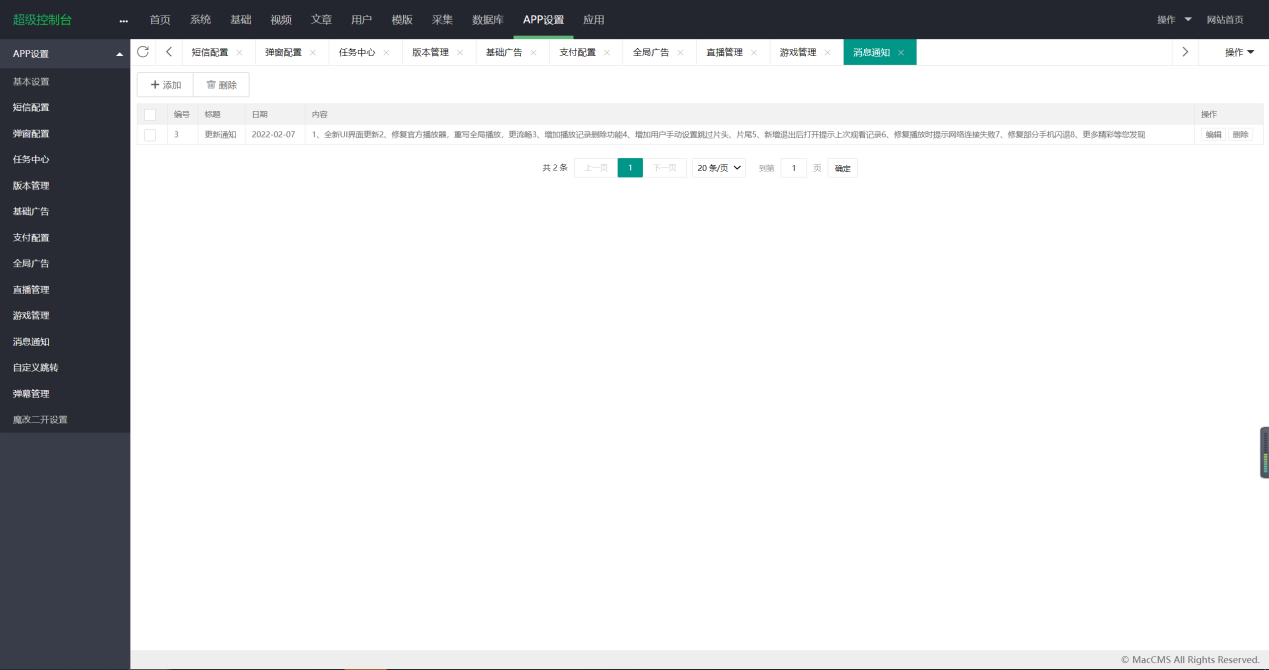 超级控制台 ... 首页 系统 基础 视频 文章 用户 模版 采集 数据库 APP设置 应用 操作 网站首页
APP设置
短信配置 × 弹窗配置 × 任务中心 × 版本管理 × 基础广告 × 支付配置 × 全局广告 × 直播管理 × 游戏管理 × 消息通知 × 操作
基本设置
短信配置
弹窗配置
任务中心
版本管理
基础广告
支付配置
全局广告
直播管理
游戏管理
消息通知
自定义跳转
弹幕管理
魔改二开设置
+ 添加 删除
编号 标题 日期 内容 操作
3 更新通知 2022-02-07 1、全新UI界面更新2、修复官方播放器，重写全局播放，更流畅3、增加播放记录删除功能4、增加用户手动设置跳过片头、片尾5、新增退出后打开提示上次观看记录6、修复播放时提示网络连接失败7、修复部分手机闪退8、更多精彩等您发现 编辑 删除
共 2 条 上一页 1 下一页 20 条/页 到第 1 页 确定
© MacCMS All Rights Reserved.